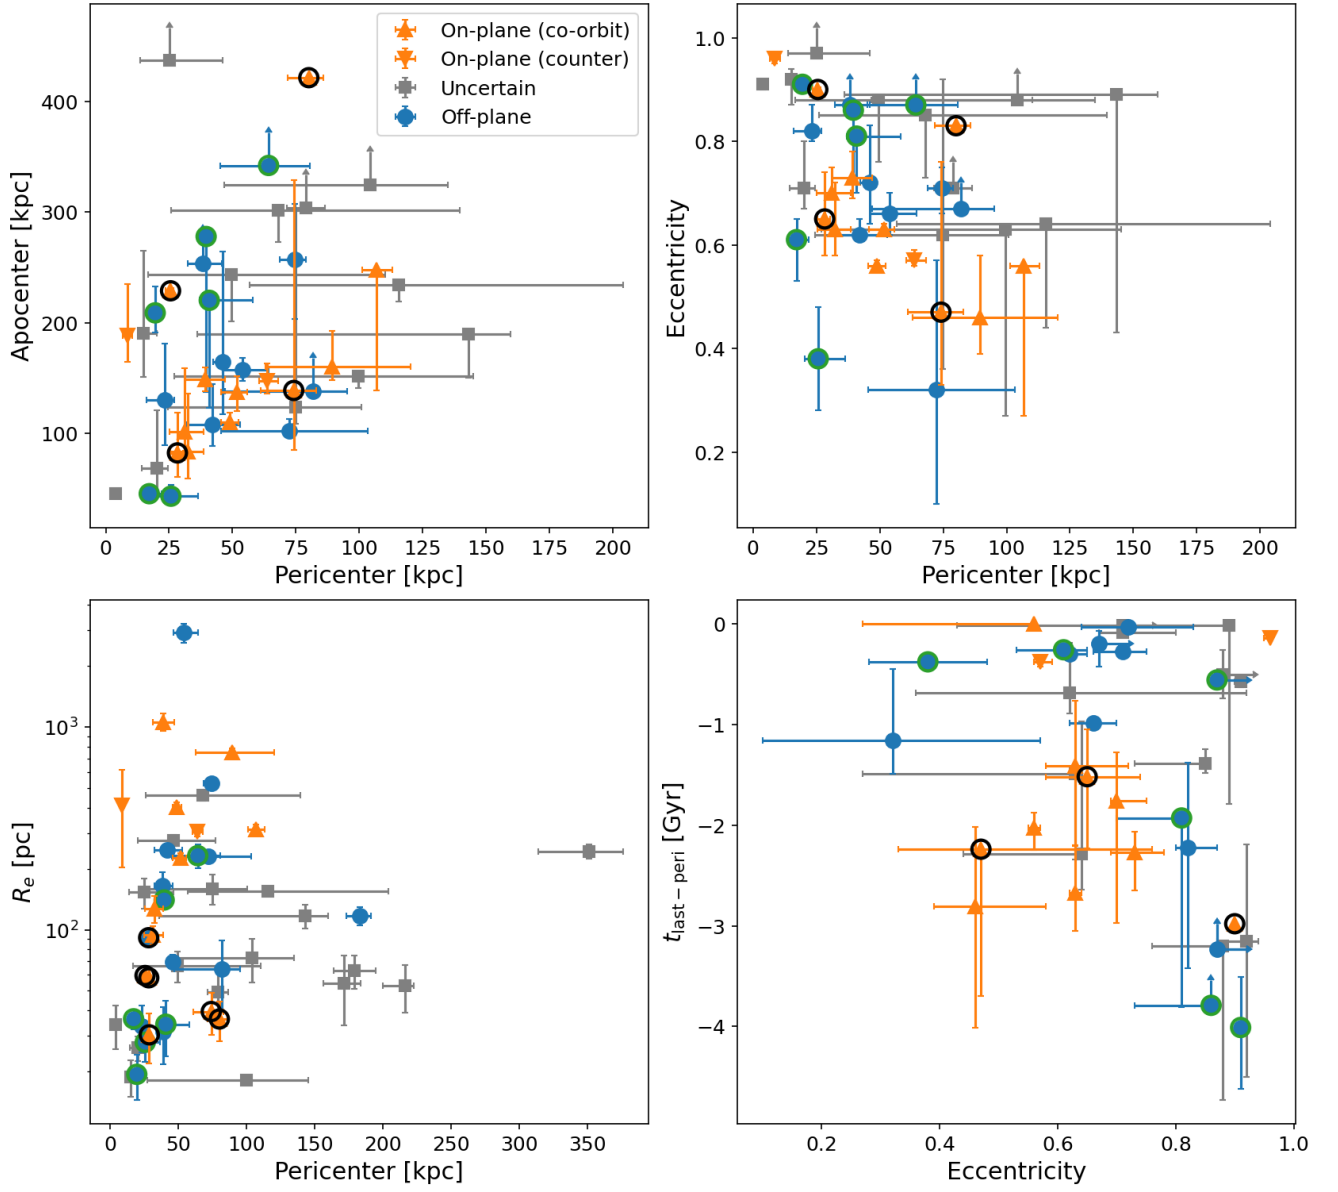 On-plane (co-orbit)
On-plane (counter)
Uncertain
Off-plane
400
300
200
100
Apocenter [kpc]
0 25 50 75 100 125 150 175 200
Pericenter [kpc]
1.0
0.8
0.6
0.4
0.2
Eccentricity
0 25 50 75 100 125 150 175 200
Pericenter [kpc]
10³
10²
Rₑ [pc]
0 50 100 150 200 250 300 350
Pericenter [kpc]
0
−1
−2
−3
−4
t_last−peri [Gyr]
0.2 0.4 0.6 0.8 1.0
Eccentricity